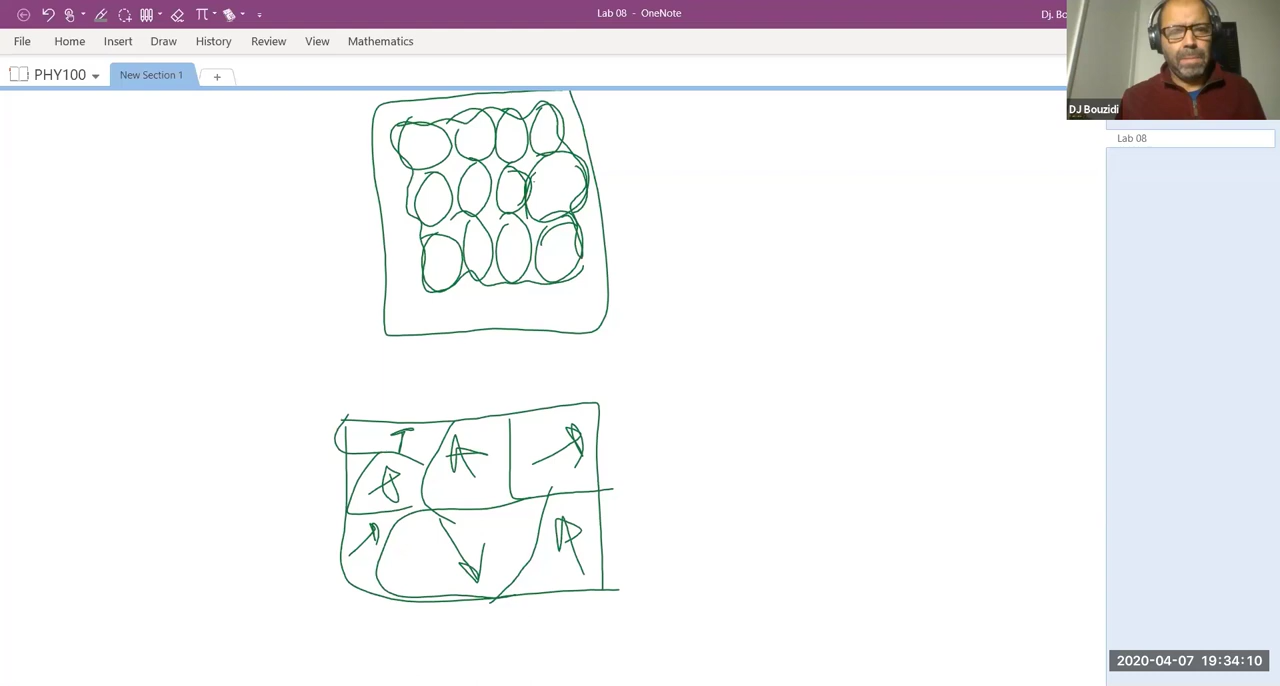 Lab 08 - OneNote
Dj. Bo
File Home Insert Draw History Review View Mathematics
PHY100
New Section 1
+
DJ Bouzidi
Lab 08
2020-04-07 19:34:10